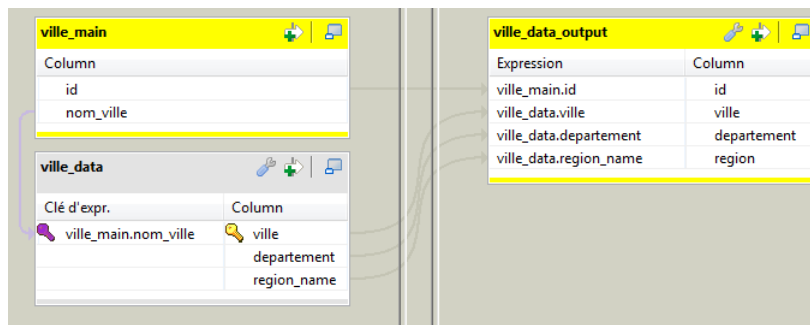 ville_main
Column
id
nom_ville
ville_data
Clé d'expr. Column
ville_main.nom_ville ville
departement
region_name
ville_data_output
Expression Column
ville_main.id id
ville_data.ville ville
ville_data.departement departement
ville_data.region_name region